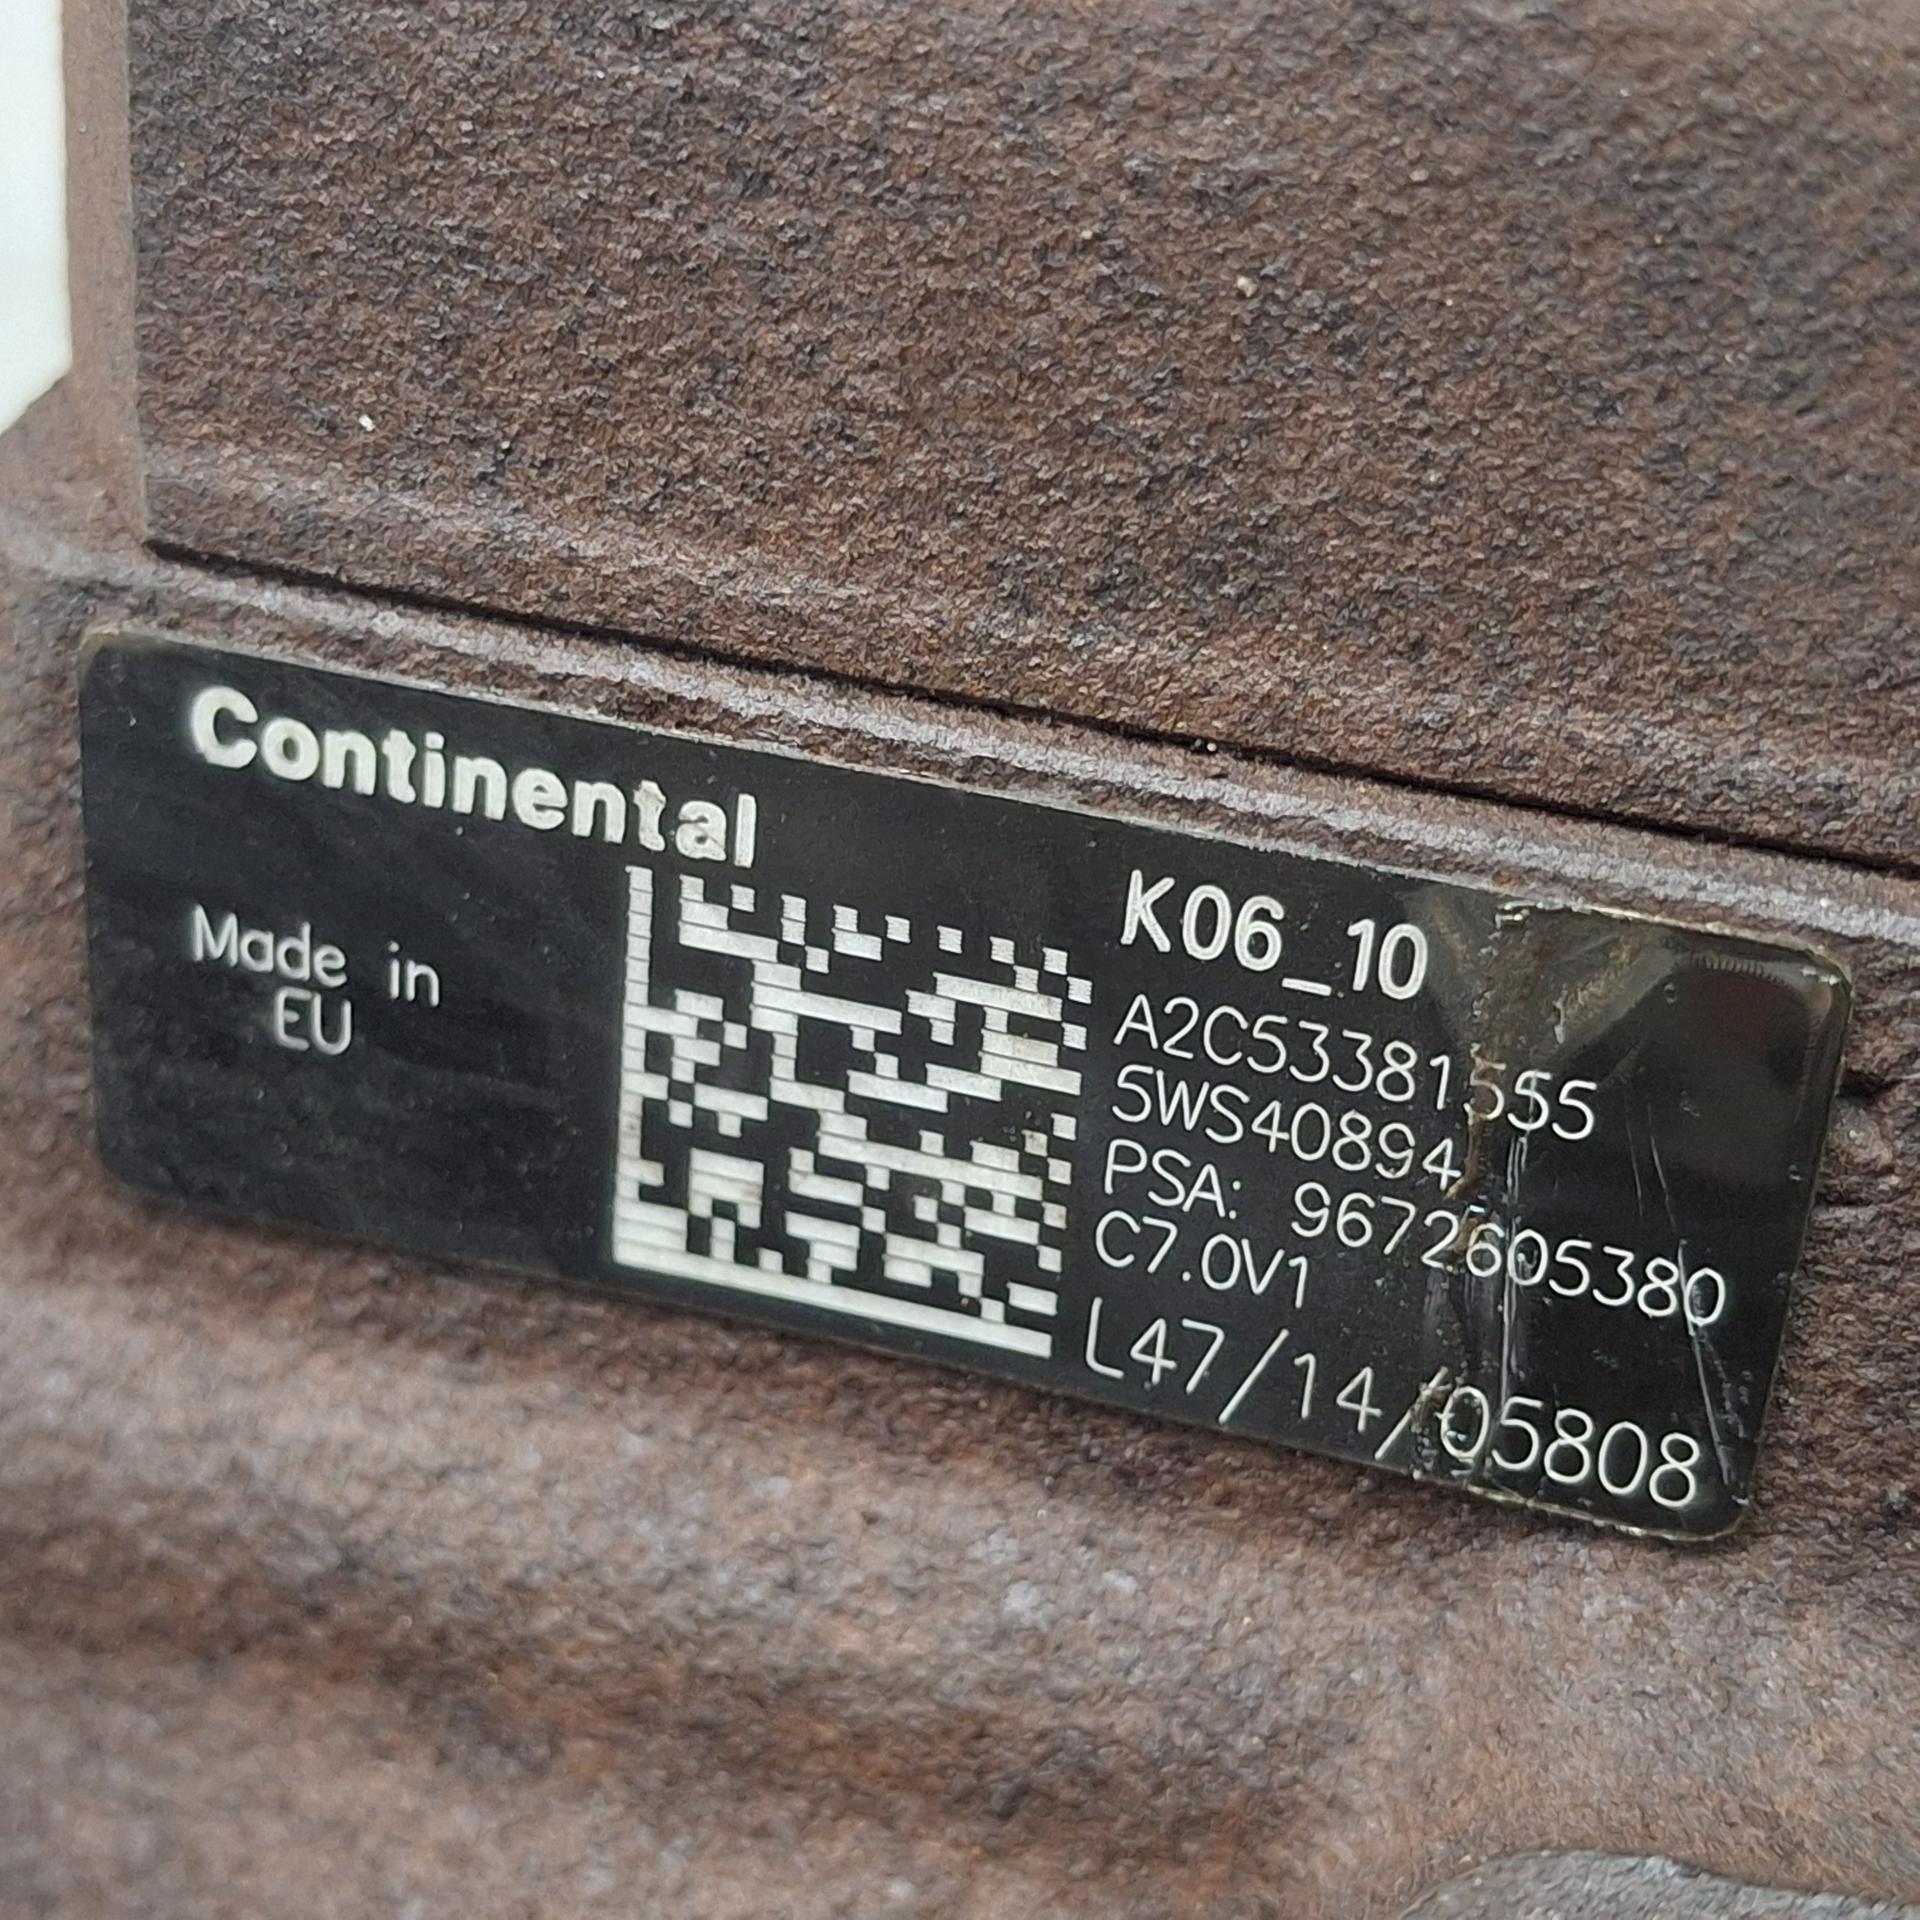 Continental
Made in
EU
K06_10
A2C53381555
5WS40894
PSA: 9672605380
C7.0V1
L47/14/05808